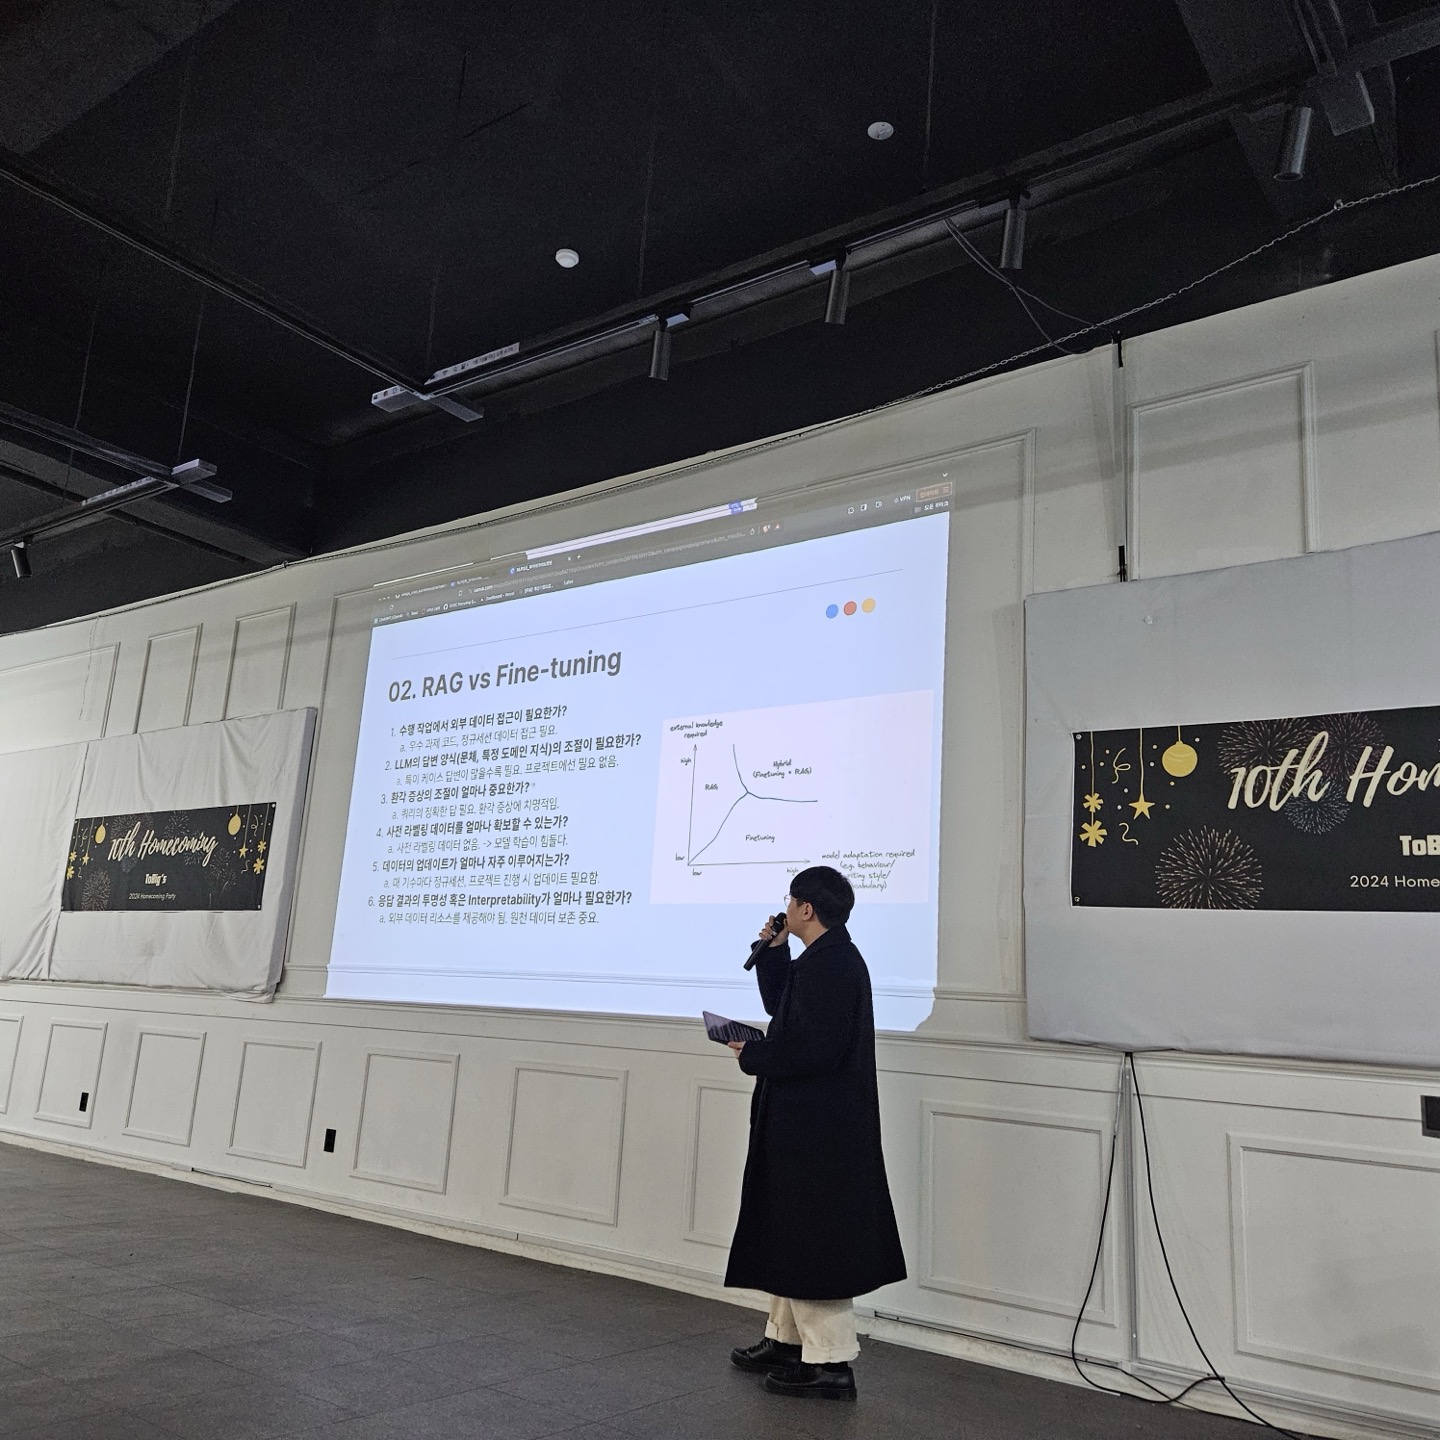 VPN
02. RAG vs Fine-tuning
1. 수행 작업에서 외부 데이터 접근이 필요한가?
a. 우수 과제 코드, 정규세션 데이터 접근 필요.
2. LLM의 답변 양식(문체, 특정 도메인 지식)의 조절이 필요한가?
a. 특이 케이스 답변이 많을수록 필요. 프로젝트에선 필요 없음.
3. 환각 증상의 조절이 얼마나 중요한가?
a. 쿼리의 정확한 답 필요. 환각 증상에 치명적임.
4. 사전 라벨링 데이터를 얼마나 확보할 수 있는가?
a. 사전 라벨링 데이터 없음. -> 모델 학습이 힘들다.
5. 데이터의 업데이트가 얼마나 자주 이루어지는가?
a. 매 기수마다 정규세션, 프로젝트 진행 시 업데이트 필요함.
6. 응답 결과의 투명성 혹은 Interpretability가 얼마나 필요한가?
a. 외부 데이터 리소스를 제공해야 됨. 원천 데이터 보존 중요.
external knowledge
required
high
RAG
Hybrid
(Finetuning + RAG)
Finetuning
low
low
high
model adaptation required
(e.g. behaviour/
writing style/
vocabulary)
10th Homecoming
ToBig's
2024 Homecoming Party
10th Hom
ToB
2024 Home